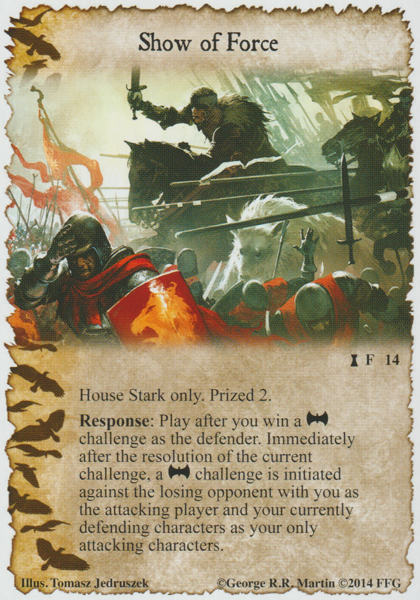 Show of Force
F 14
House Stark only. Prized 2.
Response: Play after you win a
challenge as the defender. Immediately
after the resolution of the current
challenge, a challenge is initiated
against the losing opponent with you as
the attacking player and your currently
defending characters as your only
attacking characters.
Illus. Tomasz Jedruszek ©George R.R. Martin ©2014 FFG